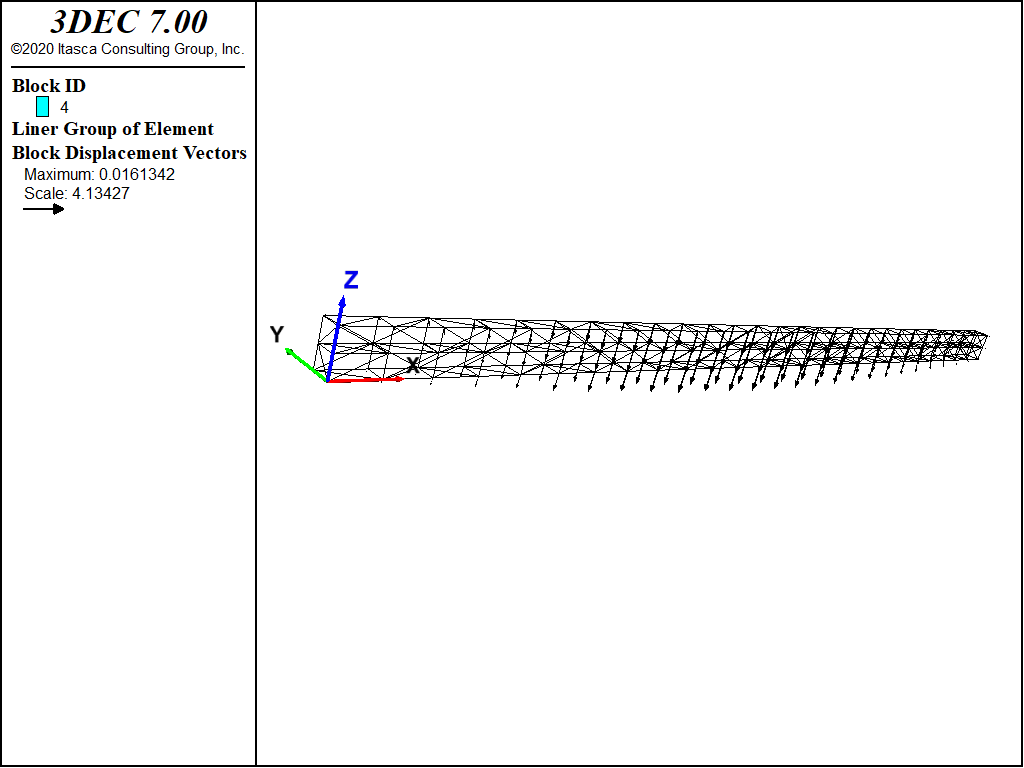 3DEC 7.00
©2020 Itasca Consulting Group, Inc.
Block ID
4
Liner Group of Element
Block Displacement Vectors
Maximum: 0.0161342
Scale: 4.13427
Z
Y
X